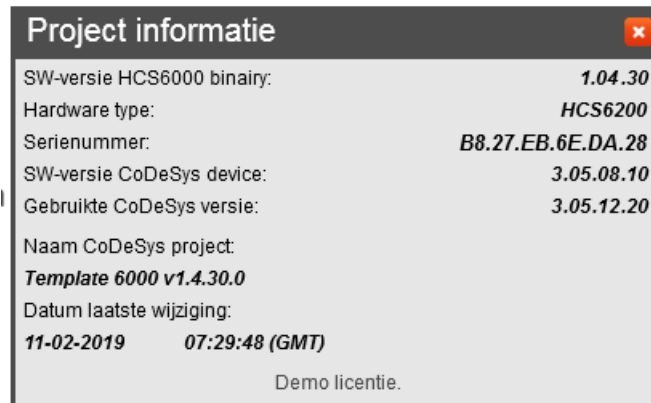 Project informatie
SW-versie HCS6000 binairy: 1.04.30
Hardware type: HCS6200
Serienummer: B8.27.EB.6E.DA.28
SW-versie CoDeSys device: 3.05.08.10
Gebruikte CoDeSys versie: 3.05.12.20
Naam CoDeSys project:
Template 6000 v1.4.30.0
Datum laatste wijziging:
11-02-2019 07:29:48 (GMT)
Demo licentie.